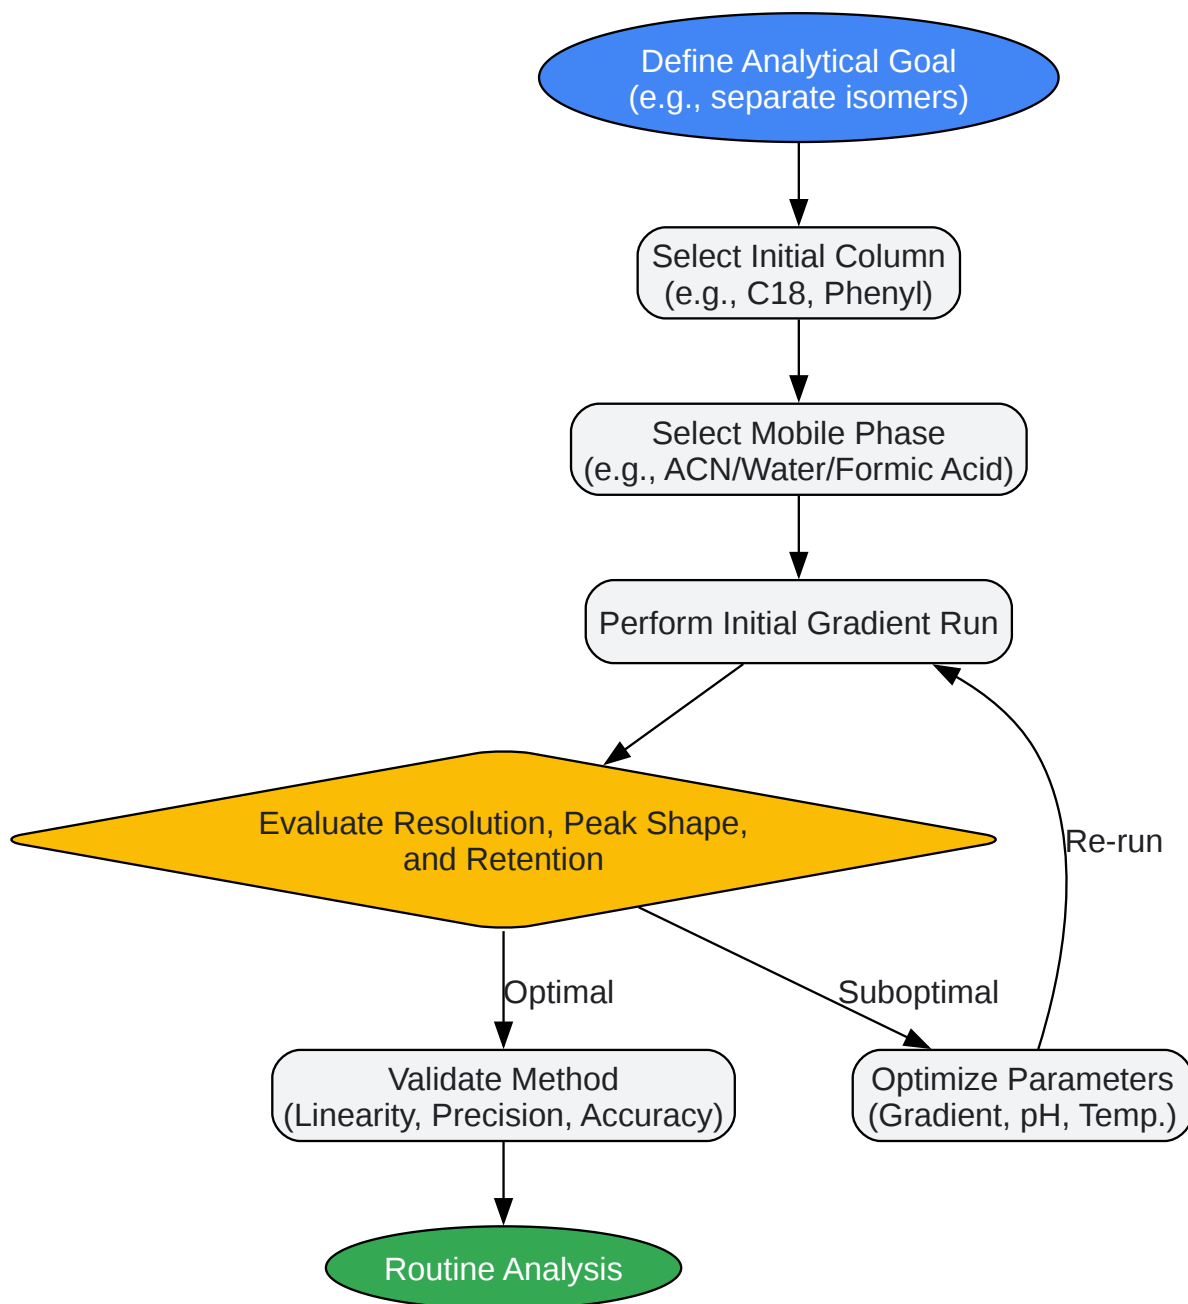 Define Analytical Goal
(e.g., separate isomers)
Select Initial Column
(e.g., C18, Phenyl)
Select Mobile Phase
(e.g., ACN/Water/Formic Acid)
Perform Initial Gradient Run
Evaluate Resolution, Peak Shape,
and Retention
Re-run
Optimal
Suboptimal
Validate Method
(Linearity, Precision, Accuracy)
Optimize Parameters
(Gradient, pH, Temp.)
Routine Analysis